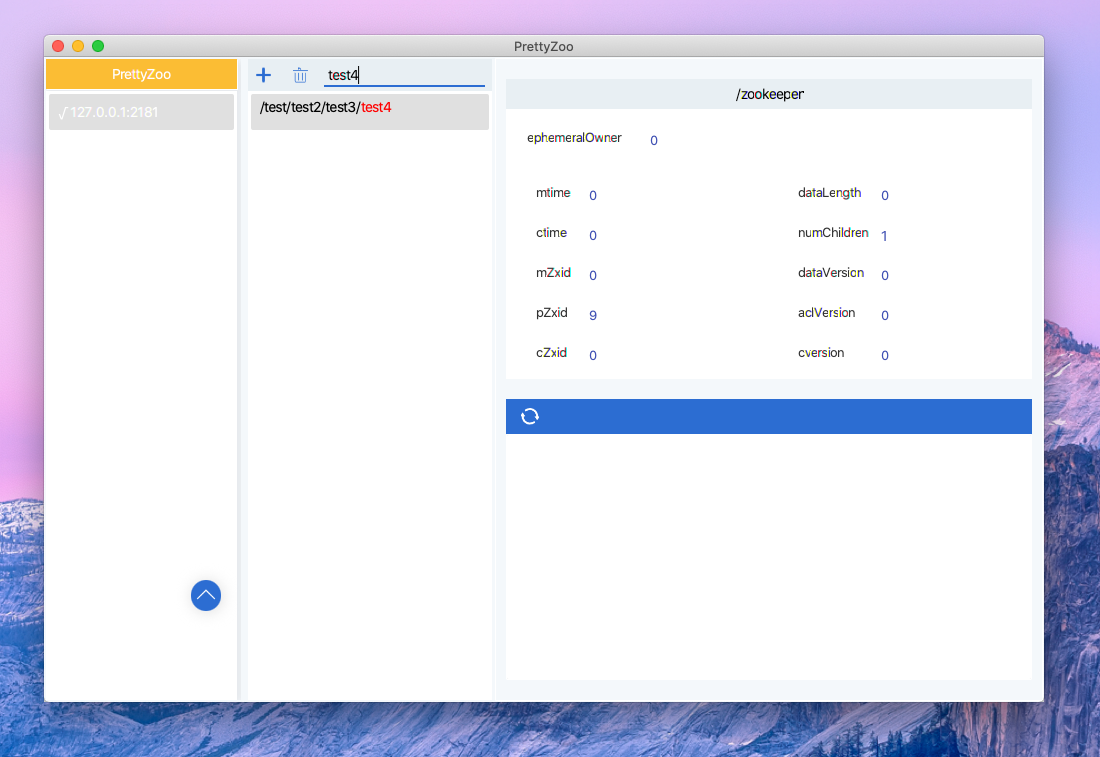 PrettyZoo
PrettyZoo
√ 127.0.0.1:2181
test4
/test/test2/test3/test4
/zookeeper
ephemeralOwner 0
mtime 0 dataLength 0
ctime 0 numChildren 1
mZxid 0 dataVersion 0
pZxid 9 aclVersion 0
cZxid 0 cversion 0